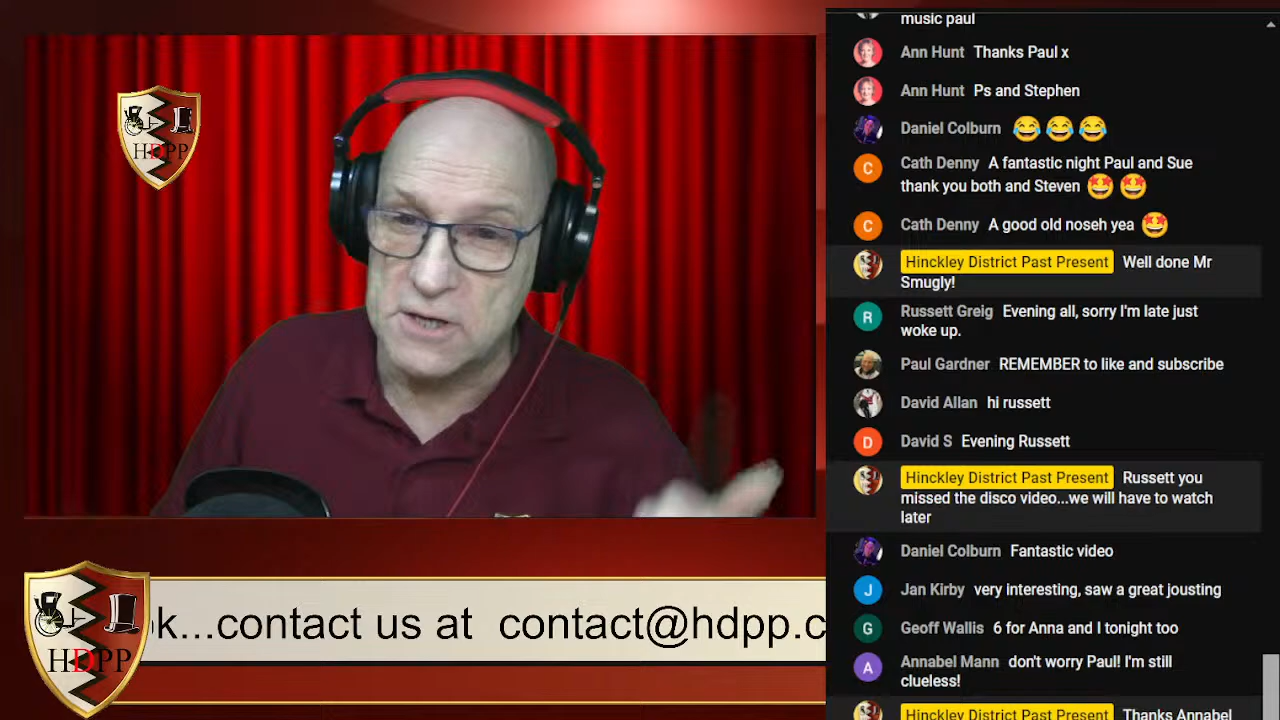 HDPP
music paul
Ann Hunt Thanks Paul x
Ann Hunt Ps and Stephen
Daniel Colburn 😂😂😂
Cath Denny A fantastic night Paul and Sue
thank you both and Steven 🤩🤩
Cath Denny A good old noseh yea 🤩
Hinckley District Past Present Well done Mr
Smugly!
Russett Greig Evening all, sorry I'm late just
woke up.
Paul Gardner REMEMBER to like and subscribe
David Allan hi russett
David S Evening Russett
Hinckley District Past Present Russett you
missed the disco video...we will have to watch
later
Daniel Colburn Fantastic video
Jan Kirby very interesting, saw a great jousting
Geoff Wallis 6 for Anna and I tonight too
Annabel Mann don't worry Paul! I'm still
clueless!
Hinckley District Past Present Thanks Annabel
C
C
R
D
J
G
A
k...contact us at contact@hdpp.c
HDPP